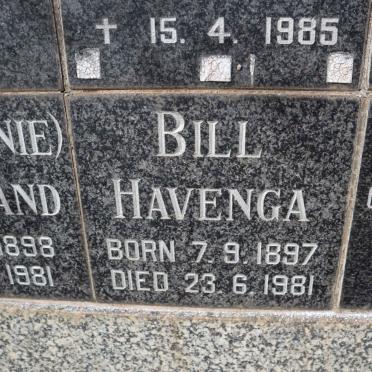 ✝ 15. 4. 1985
NIE)
AND
1898
1981
BILL
HAVENGA
BORN 7. 9. 1897
DIED 23. 6. 1981